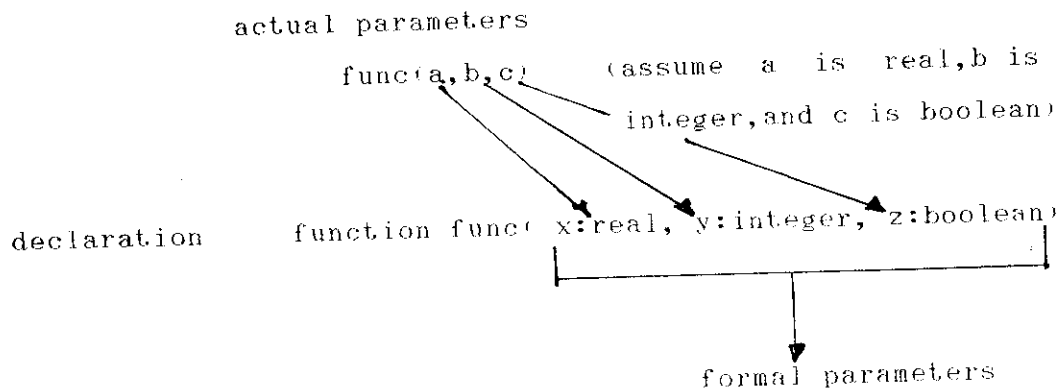 actual parameters
func(a,b,c) (assume a is real,b is
integer,and c is boolean)
declaration function func( x:real, y:integer, z:boolean)
formal parameters